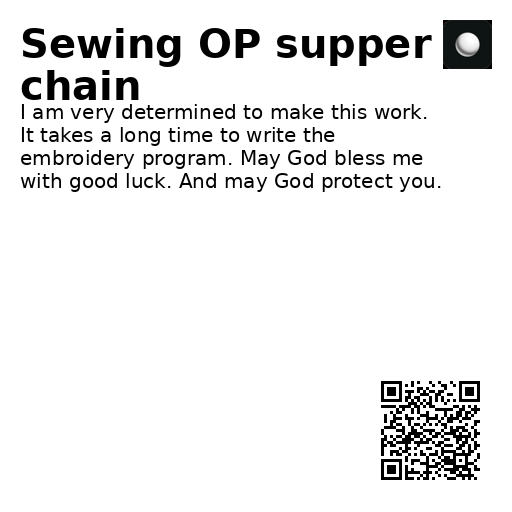 Sewing OP supper
chain
I am very determined to make this work.
It takes a long time to write the
embroidery program. May God bless me
with good luck. And may God protect you.